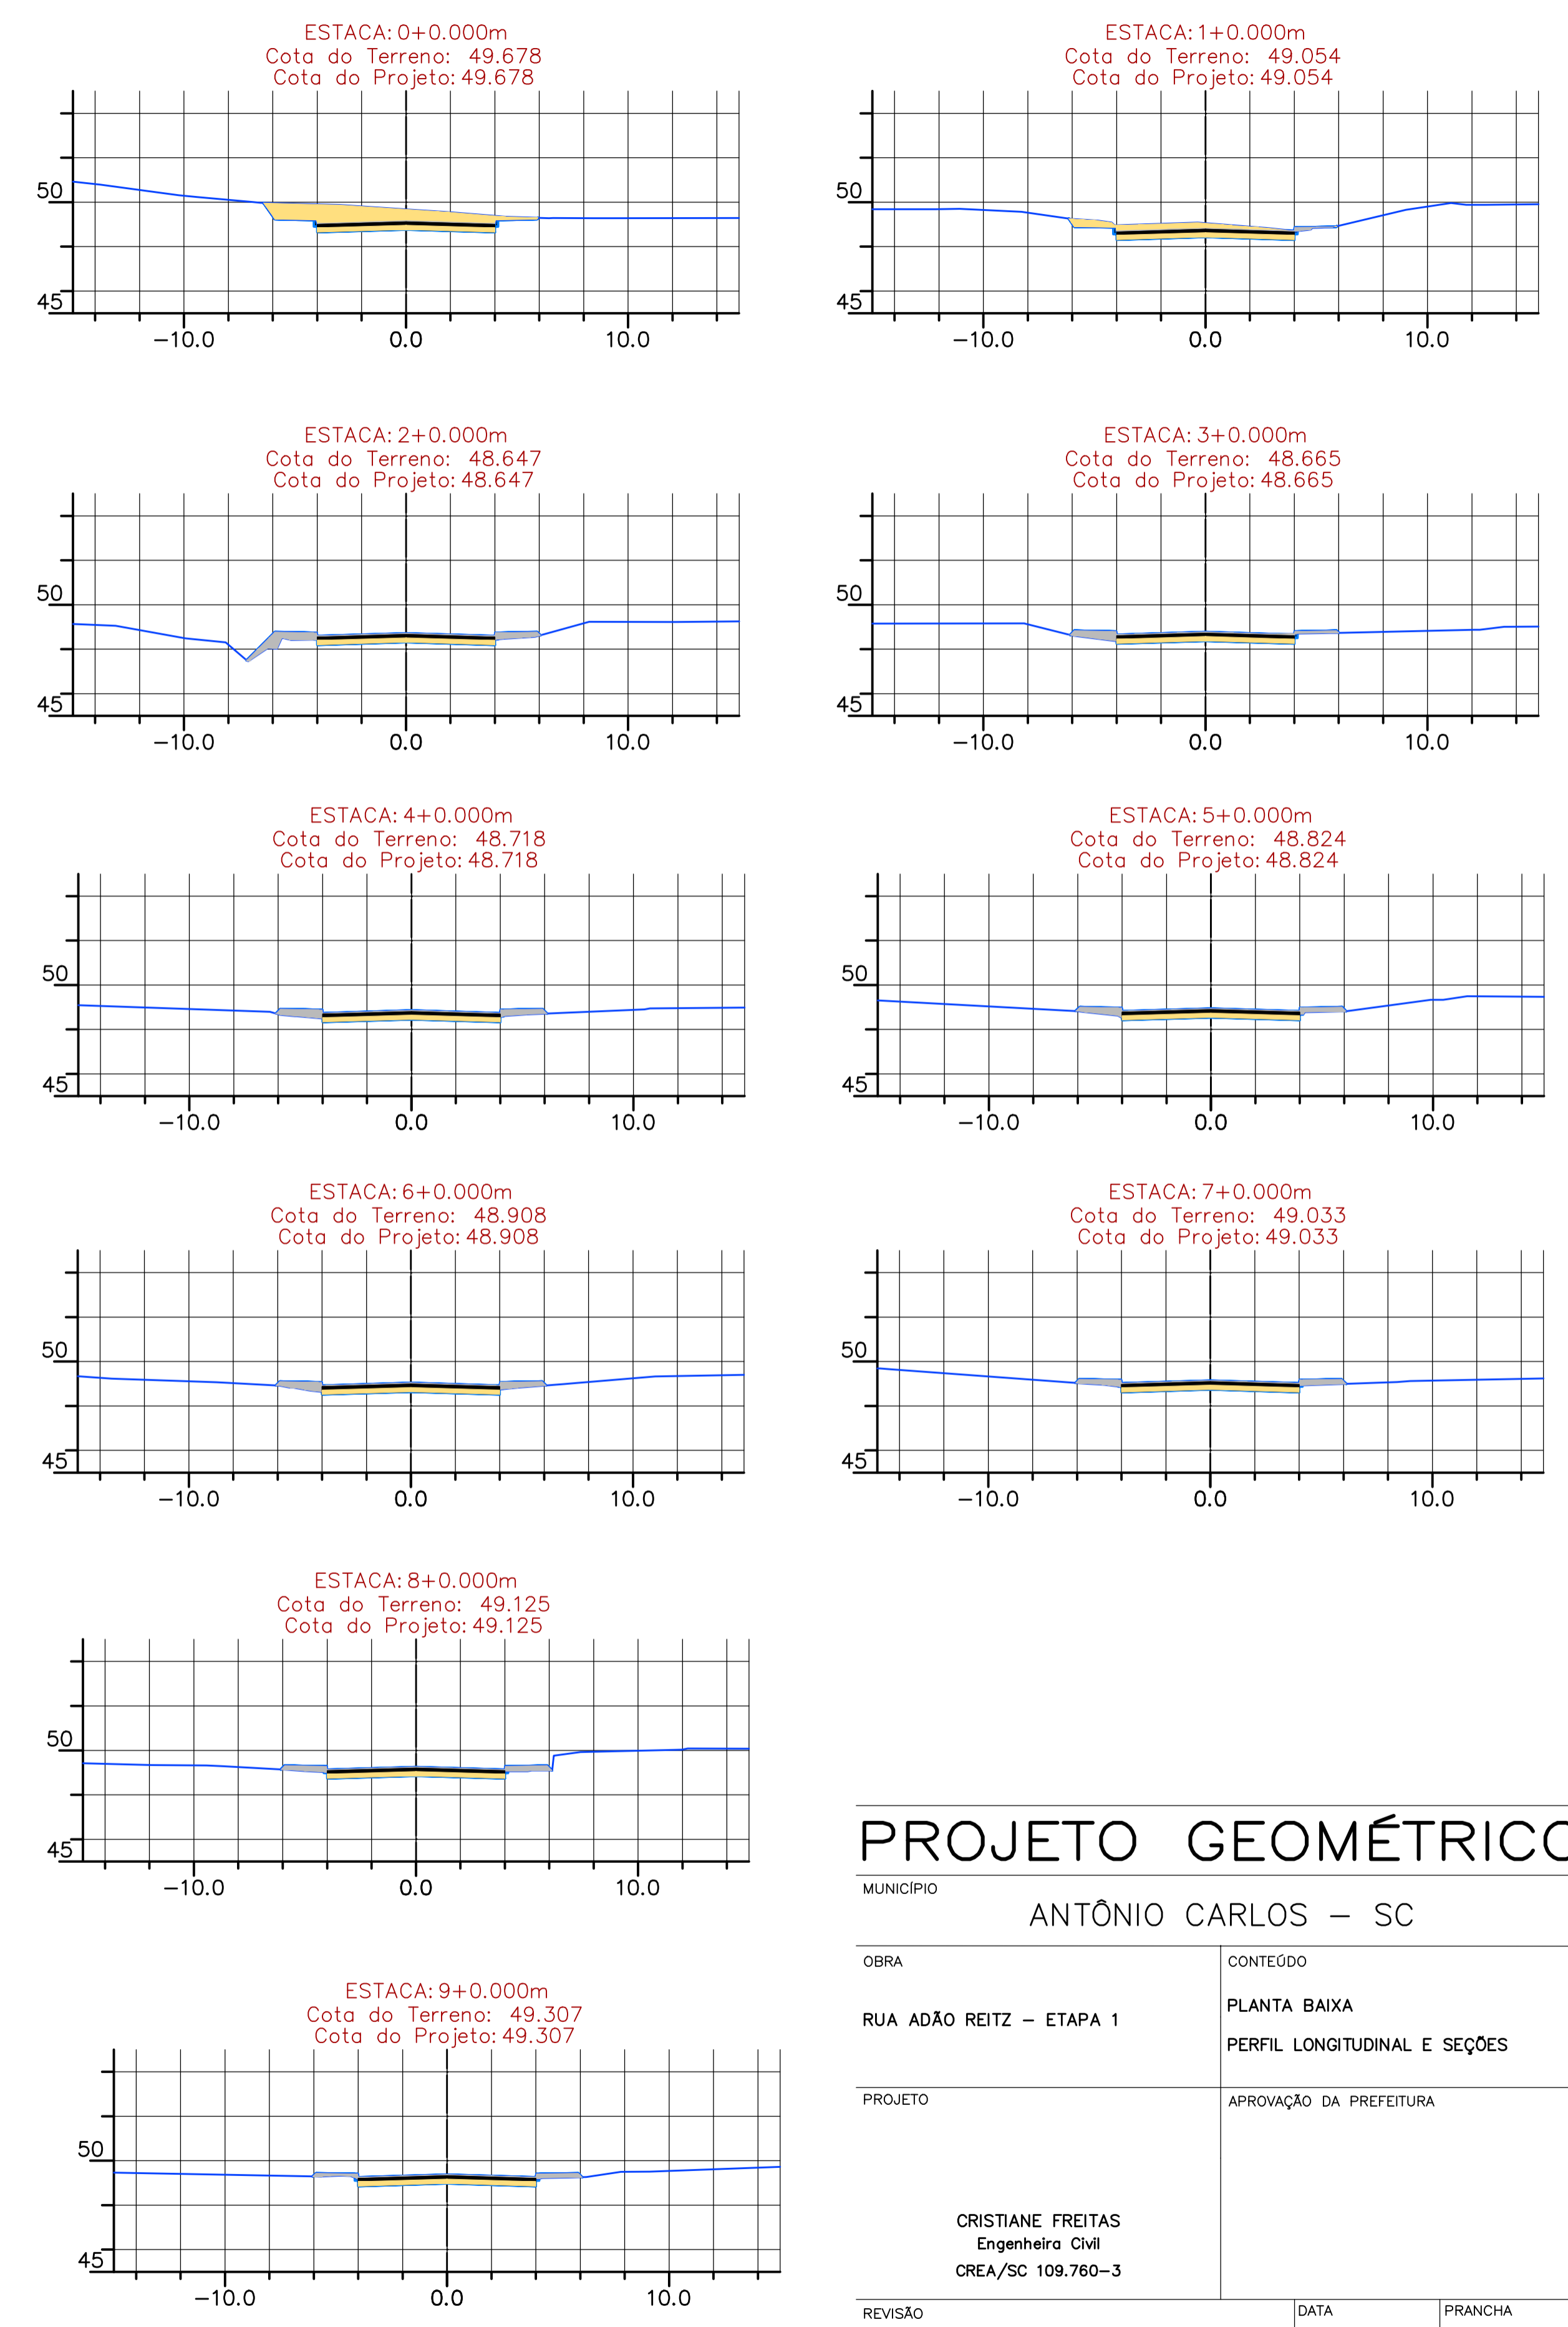 ESTACA: 0+0.000m
Cota do Terreno: 49.678
Cota do Projeto: 49.678
50
45
-10.0 0.0 10.0
ESTACA: 1+0.000m
Cota do Terreno: 49.054
Cota do Projeto: 49.054
50
45
-10.0 0.0 10.0
ESTACA: 2+0.000m
Cota do Terreno: 48.647
Cota do Projeto: 48.647
50
45
-10.0 0.0 10.0
ESTACA: 3+0.000m
Cota do Terreno: 48.665
Cota do Projeto: 48.665
50
45
-10.0 0.0 10.0
ESTACA: 4+0.000m
Cota do Terreno: 48.718
Cota do Projeto: 48.718
50
45
-10.0 0.0 10.0
ESTACA: 5+0.000m
Cota do Terreno: 48.824
Cota do Projeto: 48.824
50
45
-10.0 0.0 10.0
ESTACA: 6+0.000m
Cota do Terreno: 48.908
Cota do Projeto: 48.908
50
45
-10.0 0.0 10.0
ESTACA: 7+0.000m
Cota do Terreno: 49.033
Cota do Projeto: 49.033
50
45
-10.0 0.0 10.0
ESTACA: 8+0.000m
Cota do Terreno: 49.125
Cota do Projeto: 49.125
50
45
-10.0 0.0 10.0
ESTACA: 9+0.000m
Cota do Terreno: 49.307
Cota do Projeto: 49.307
50
45
-10.0 0.0 10.0
PROJETO GEOMÉTRICO
MUNICÍPIO
ANTÔNIO CARLOS – SC
OBRA
RUA ADÃO REITZ – ETAPA 1
CONTEÚDO
PLANTA BAIXA
PERFIL LONGITUDINAL E SEÇÕES
PROJETO
CRISTIANE FREITAS
Engenheira Civil
CREA/SC 109.760-3
APROVAÇÃO DA PREFEITURA
REVISÃO
DATA
PRANCHA